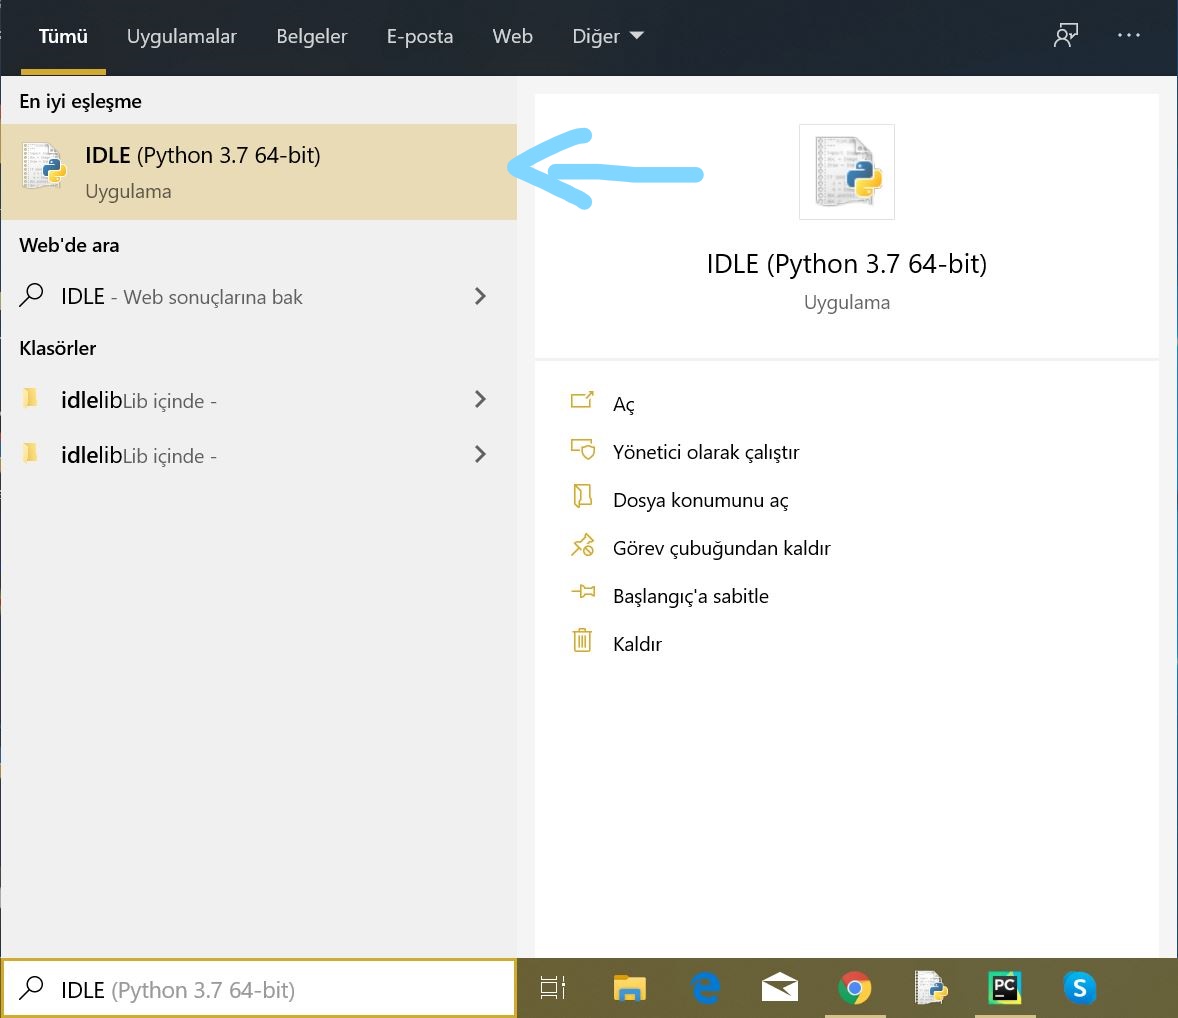 Tümü Uygulamalar Belgeler E-posta Web Diğer
En iyi eşleşme
IDLE (Python 3.7 64-bit)
Uygulama
Web'de ara
IDLE - Web sonuçlarına bak
Klasörler
idlelibLib içinde -
idlelibLib içinde -
IDLE (Python 3.7 64-bit)
Uygulama
Aç
Yönetici olarak çalıştır
Dosya konumunu aç
Görev çubuğundan kaldır
Başlangıç'a sabitle
Kaldır
IDLE (Python 3.7 64-bit)
PC
S